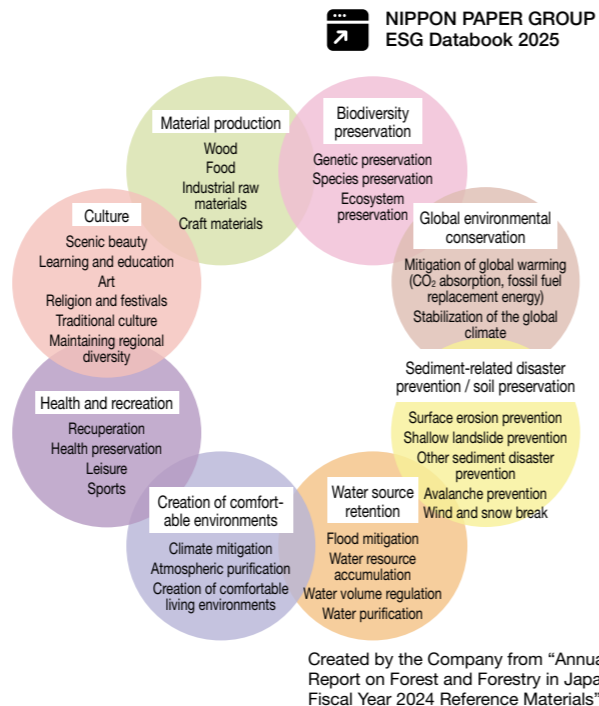 NIPPON PAPER GROUP
ESG Databook 2025
Material production
Wood
Food
Industrial raw
materials
Craft materials
Biodiversity
preservation
Genetic preservation
Species preservation
Ecosystem
preservation
Culture
Scenic beauty
Learning and education
Art
Religion and festivals
Traditional culture
Maintaining regional
diversity
Global environmental
conservation
Mitigation of global warming
(CO₂ absorption, fossil fuel
replacement energy)
Stabilization of the global
climate
Health and recreation
Recuperation
Health preservation
Leisure
Sports
Sediment-related disaster
prevention / soil preservation
Surface erosion prevention
Shallow landslide prevention
Other sediment disaster
prevention
Avalanche prevention
Wind and snow break
Creation of comfort-
able environments
Climate mitigation
Atmospheric purification
Creation of comfortable
living environments
Water source
retention
Flood mitigation
Water resource
accumulation
Water volume regulation
Water purification
Created by the Company from “Annua
Report on Forest and Forestry in Japa
Fiscal Year 2024 Reference Materials”